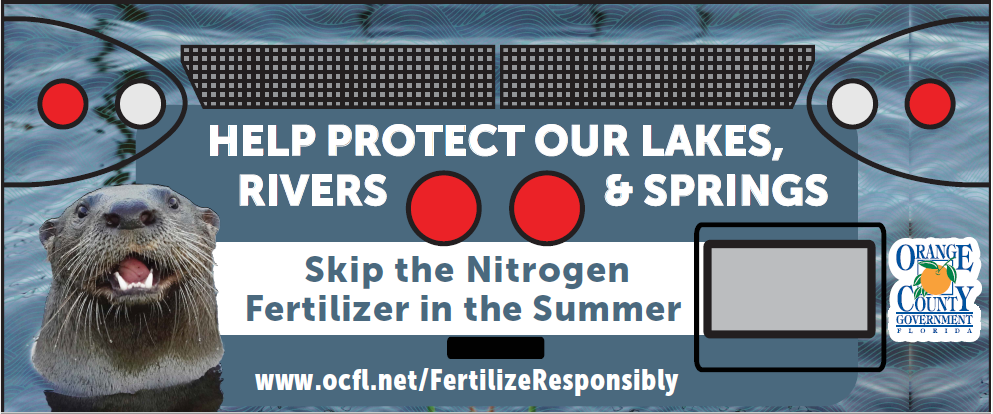 HELP PROTECT OUR LAKES,
RIVERS & SPRINGS
Skip the Nitrogen
Fertilizer in the Summer
www.ocfl.net/FertilizeResponsibly
ORANGE
COUNTY
GOVERNMENT
FLORIDA